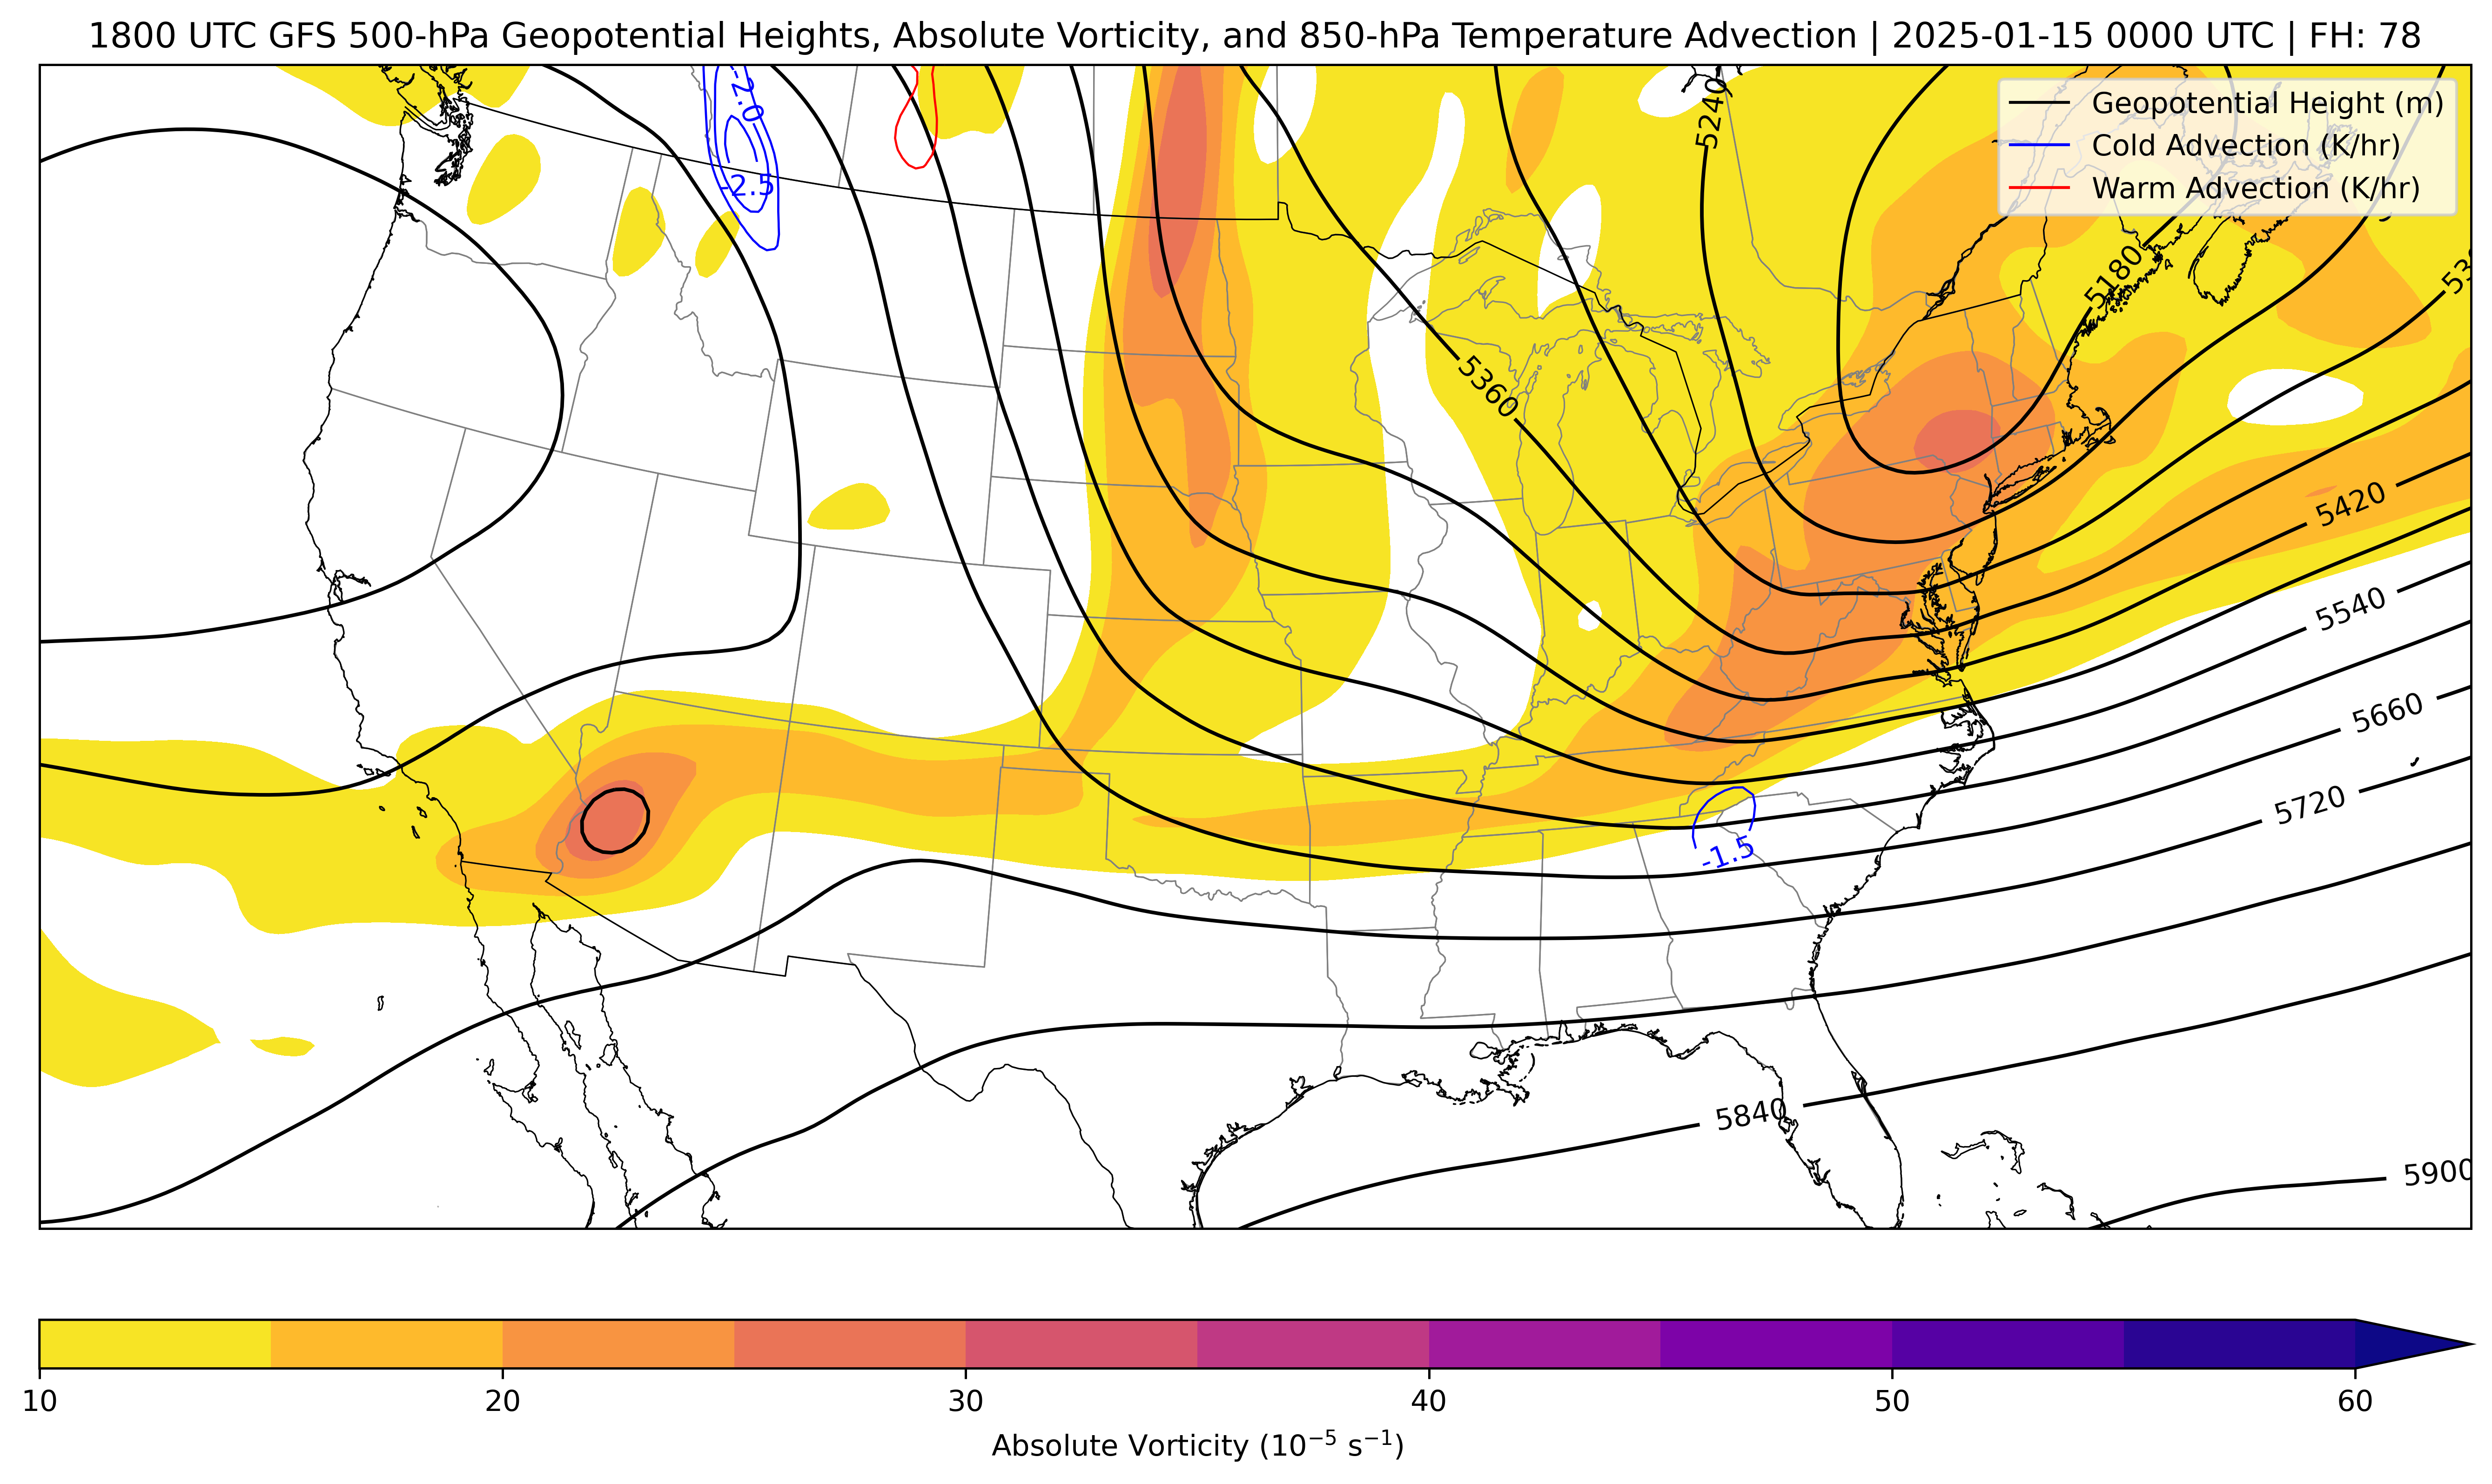 1800 UTC GFS 500-hPa Geopotential Heights, Absolute Vorticity, and 850-hPa Temperature Advection | 2025-01-15 0000 UTC | FH: 78
Geopotential Height (m)
Cold Advection (K/hr)
Warm Advection (K/hr)
-2.0
5240
-2.5
5180
5360
5420
5540
5660
5720
-1.5
5840
5900
10 20 30 40 50 60
Absolute Vorticity (10⁻⁵ s⁻¹)